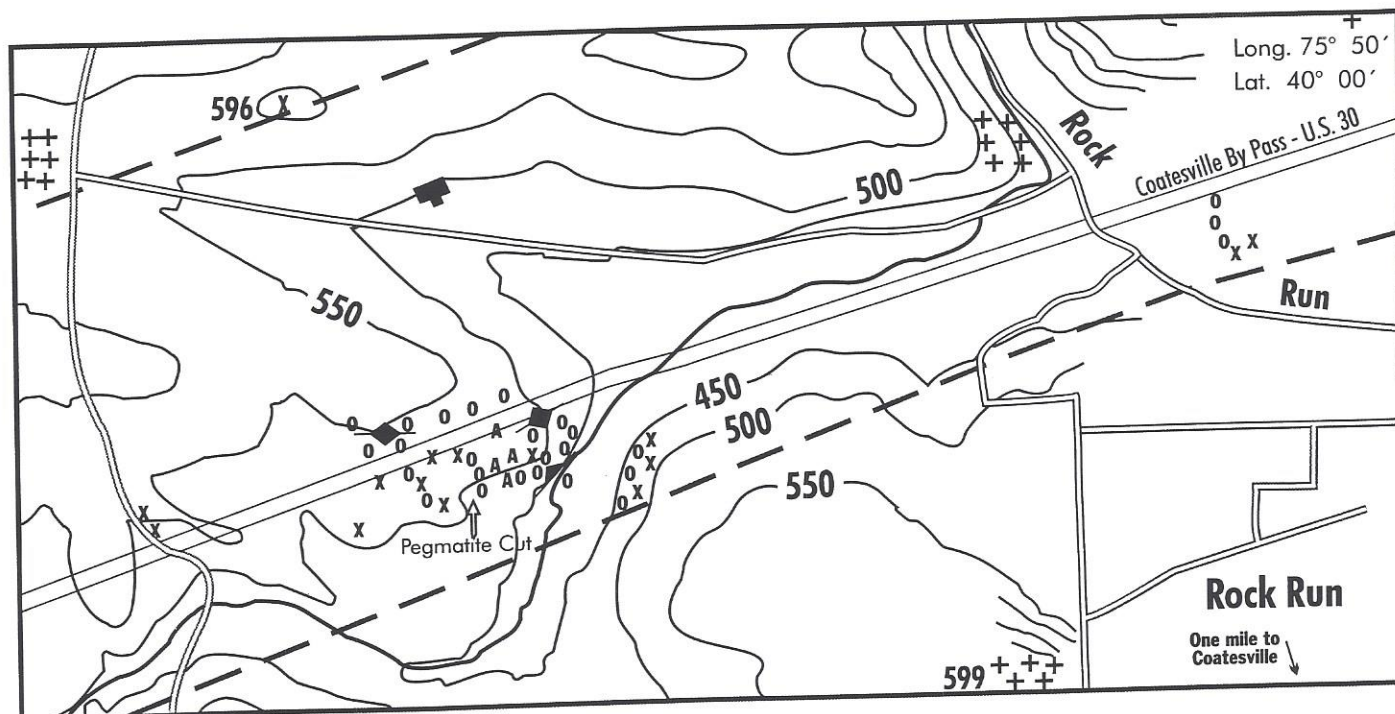 Long. 75° 50′
Lat. 40° 00′
596
Rock
Coatesville By Pass - U.S. 30
500
550
Run
450
500
550
Pegmatite Cut
Rock Run
One mile to
Coatesville
599